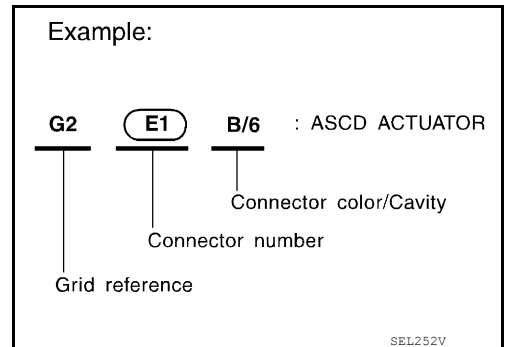 Example:
G2 E1 B/6 : ASCD ACTUATOR
Connector color/Cavity
Connector number
Grid reference
SEL252V